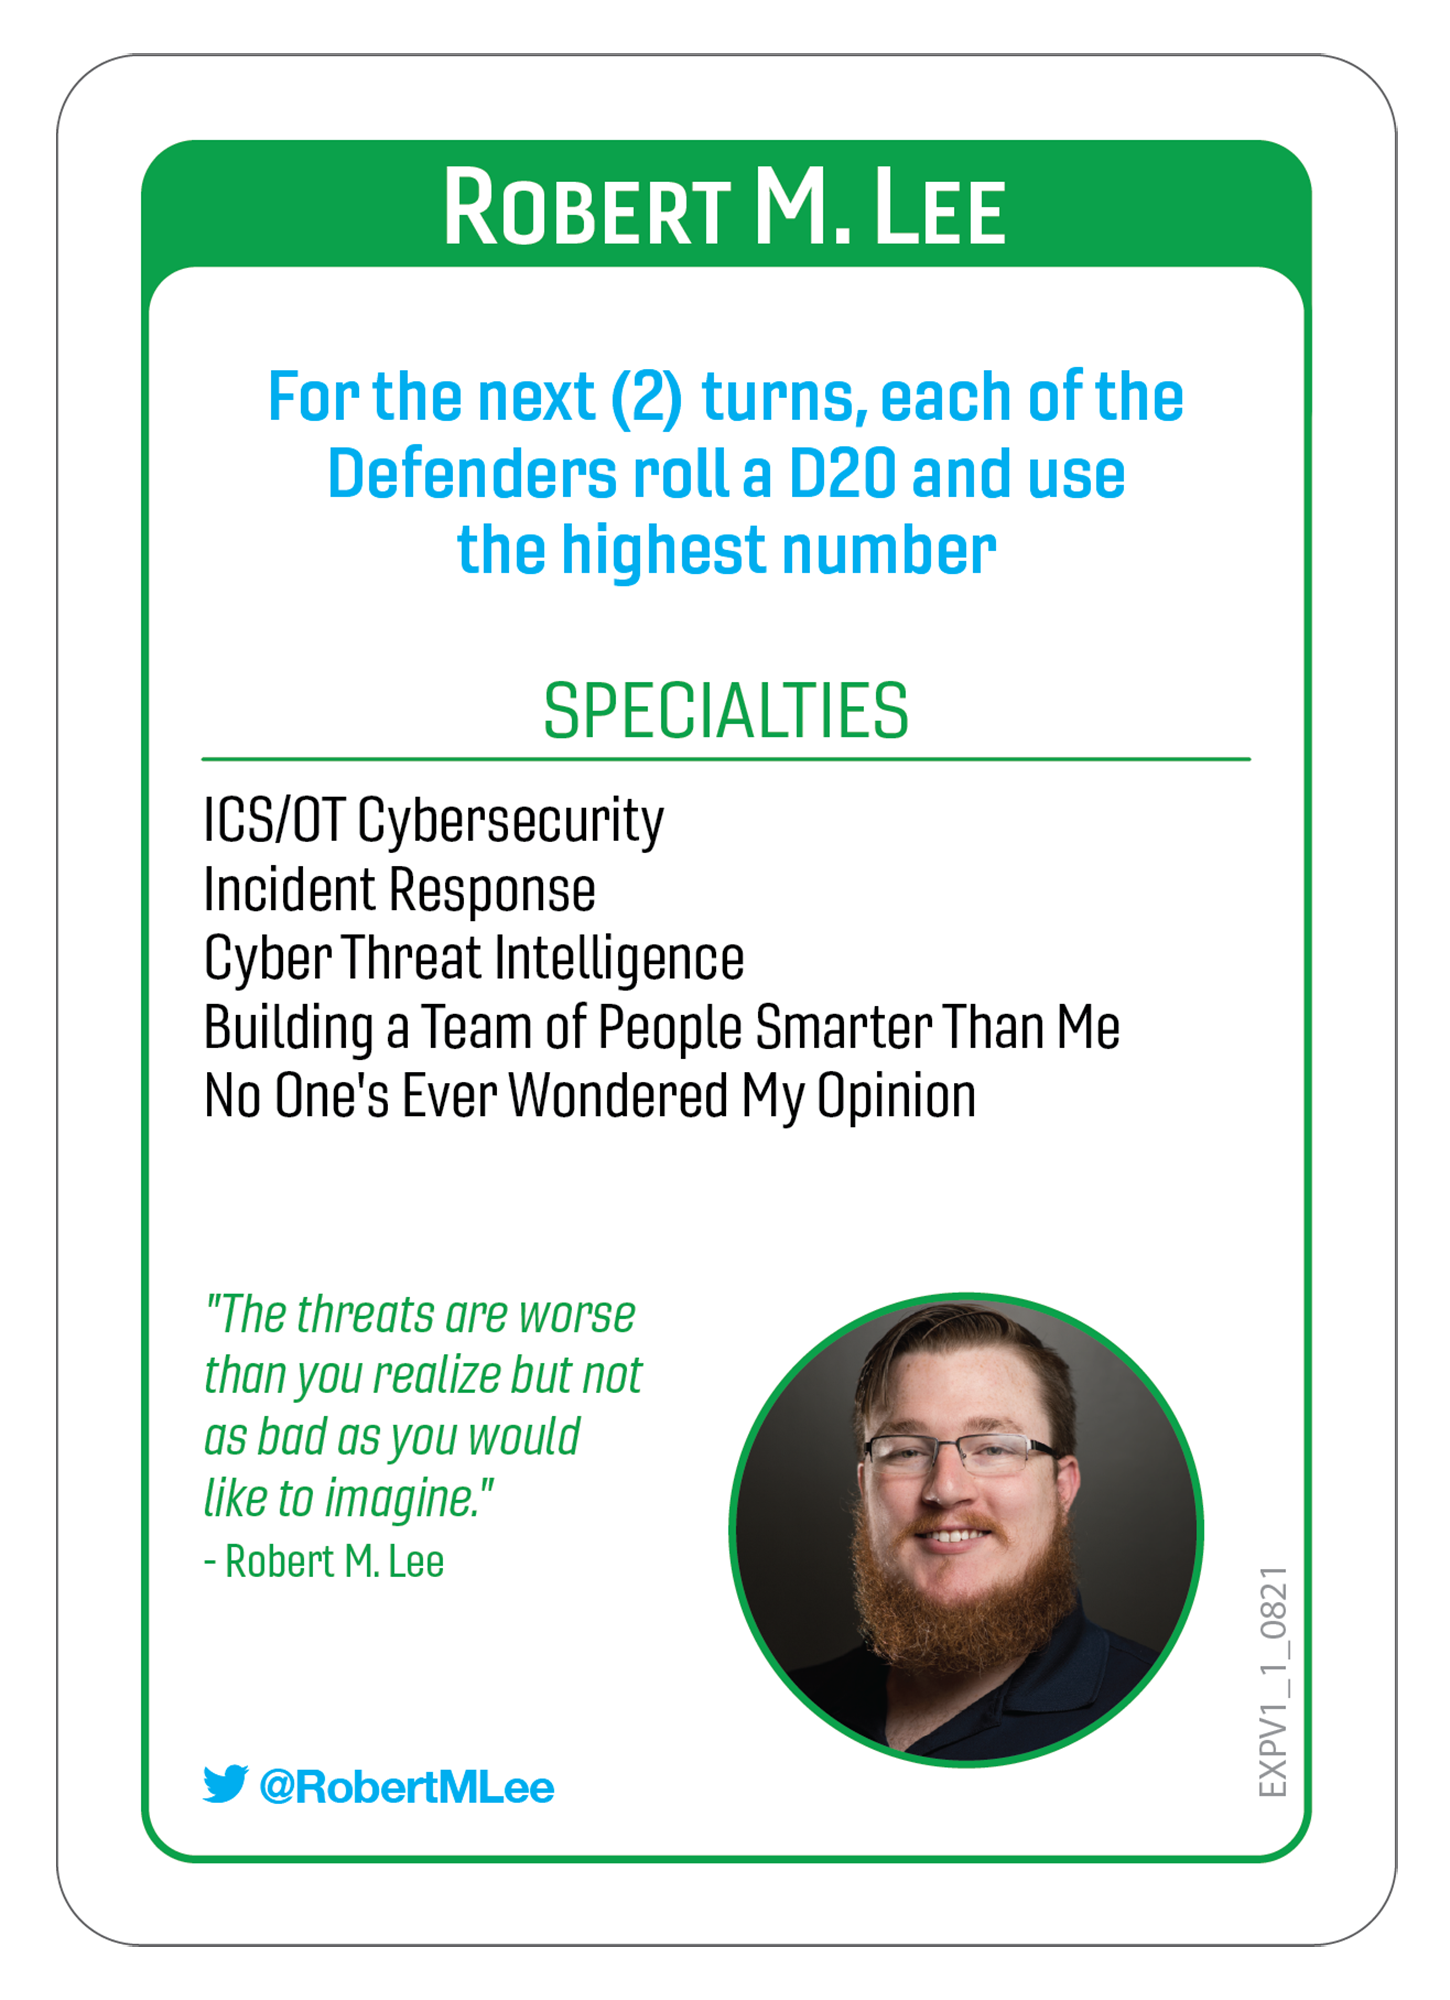 Robert M. Lee
For the next (2) turns, each of the
Defenders roll a D20 and use
the highest number
SPECIALTIES
ICS/OT Cybersecurity
Incident Response
Cyber Threat Intelligence
Building a Team of People Smarter Than Me
No One's Ever Wondered My Opinion
"The threats are worse
than you realize but not
as bad as you would
like to imagine."
- Robert M. Lee
@RobertMLee
EXPV1_1_0821